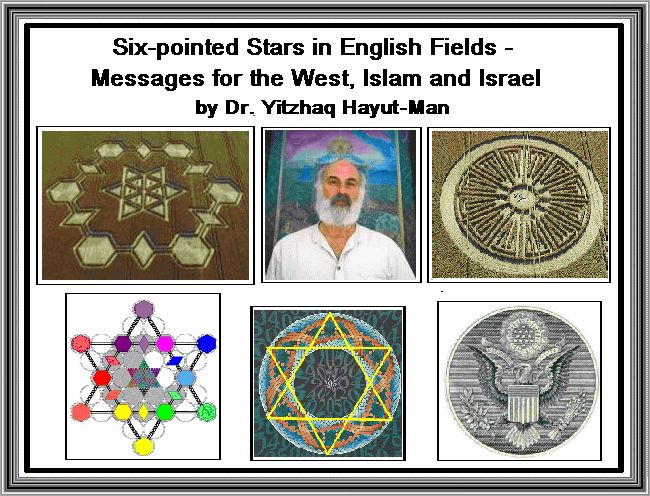 Six-pointed Stars in English Fields -
Messages for the West, Islam and Israel
by Dr. Yitzhaq Hayut-Man